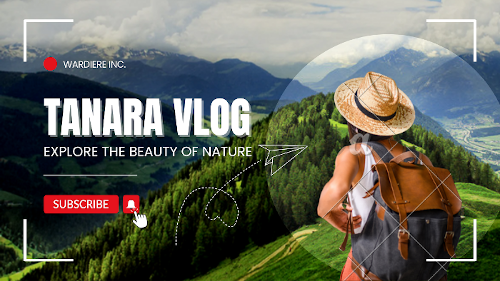 WARDIERE INC.
TANARA VLOG
EXPLORE THE BEAUTY OF NATURE
SUBSCRIBE